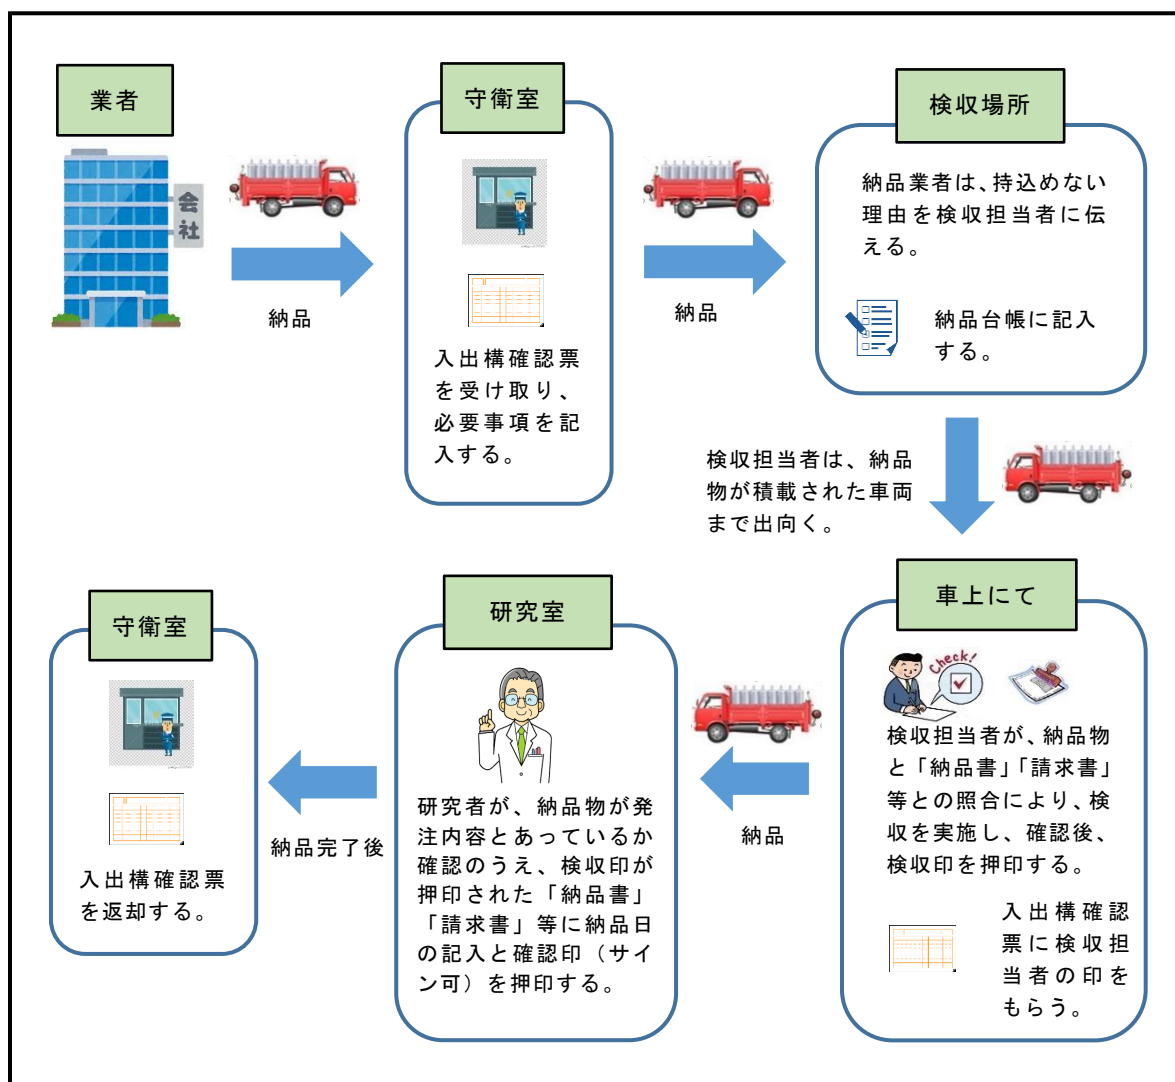 業者
会社
納品
守衛室
入出構確認票
を受け取り、
必要事項を記
入する。
納品
検収場所
納品業者は、持込めない
理由を検収担当者に伝
える。
納品台帳に記入
する。
検収担当者は、納品
物が積載された車両
まで出向く。
車上にて
Check!
検収担当者が、納品物
と「納品書」「請求書」
等との照合により、検
収を実施し、確認後、
検収印を押印する。
入出構確認
票に検収担
当者の印を
もらう。
納品
研究室
研究者が、納品物が発
注内容とあっているか
確認のうえ、検収印が
押印された「納品書」
「請求書」等に納品日
の記入と確認印（サイ
ン可）を押印する。
納品完了後
守衛室
入出構確認票
を返却する。